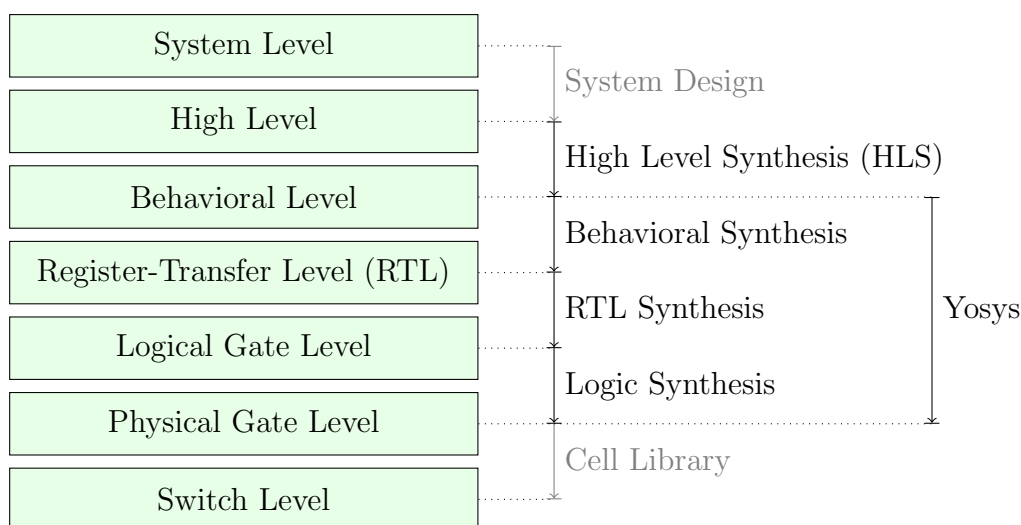 System Level
System Design
High Level
High Level Synthesis (HLS)
Behavioral Level
Behavioral Synthesis
Register-Transfer Level (RTL)
RTL Synthesis
Yosys
Logical Gate Level
Logic Synthesis
Physical Gate Level
Cell Library
Switch Level